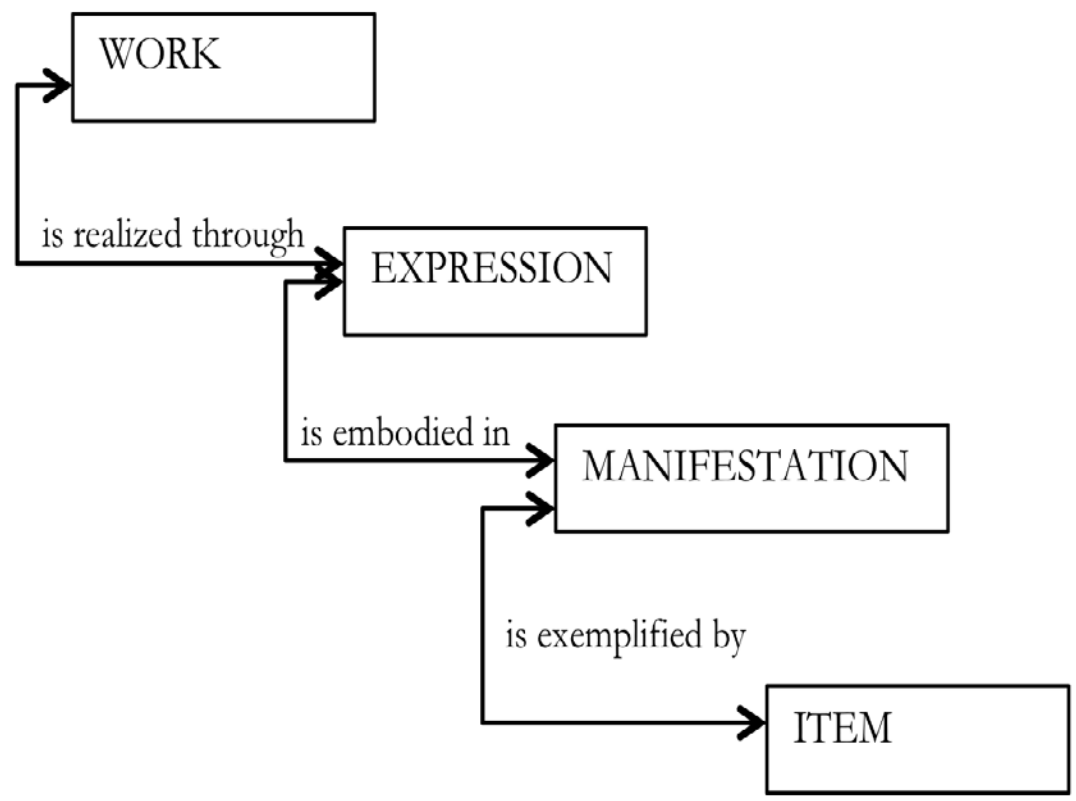 WORK
is realized through
EXPRESSION
is embodied in
MANIFESTATION
is exemplified by
ITEM